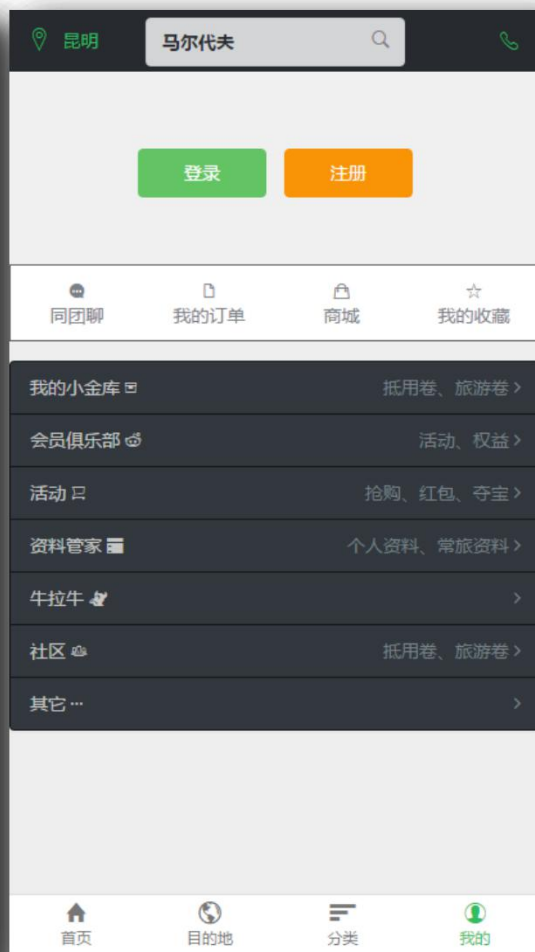 昆明 马尔代夫
登录 注册
同团聊 我的订单 商城 我的收藏
我的小金库 抵用卷、旅游卷
会员俱乐部 活动、权益
活动 抢购、红包、夺宝
资料管家 个人资料、常旅资料
牛拉牛
社区 抵用卷、旅游卷
其它
首页 目的地 分类 我的